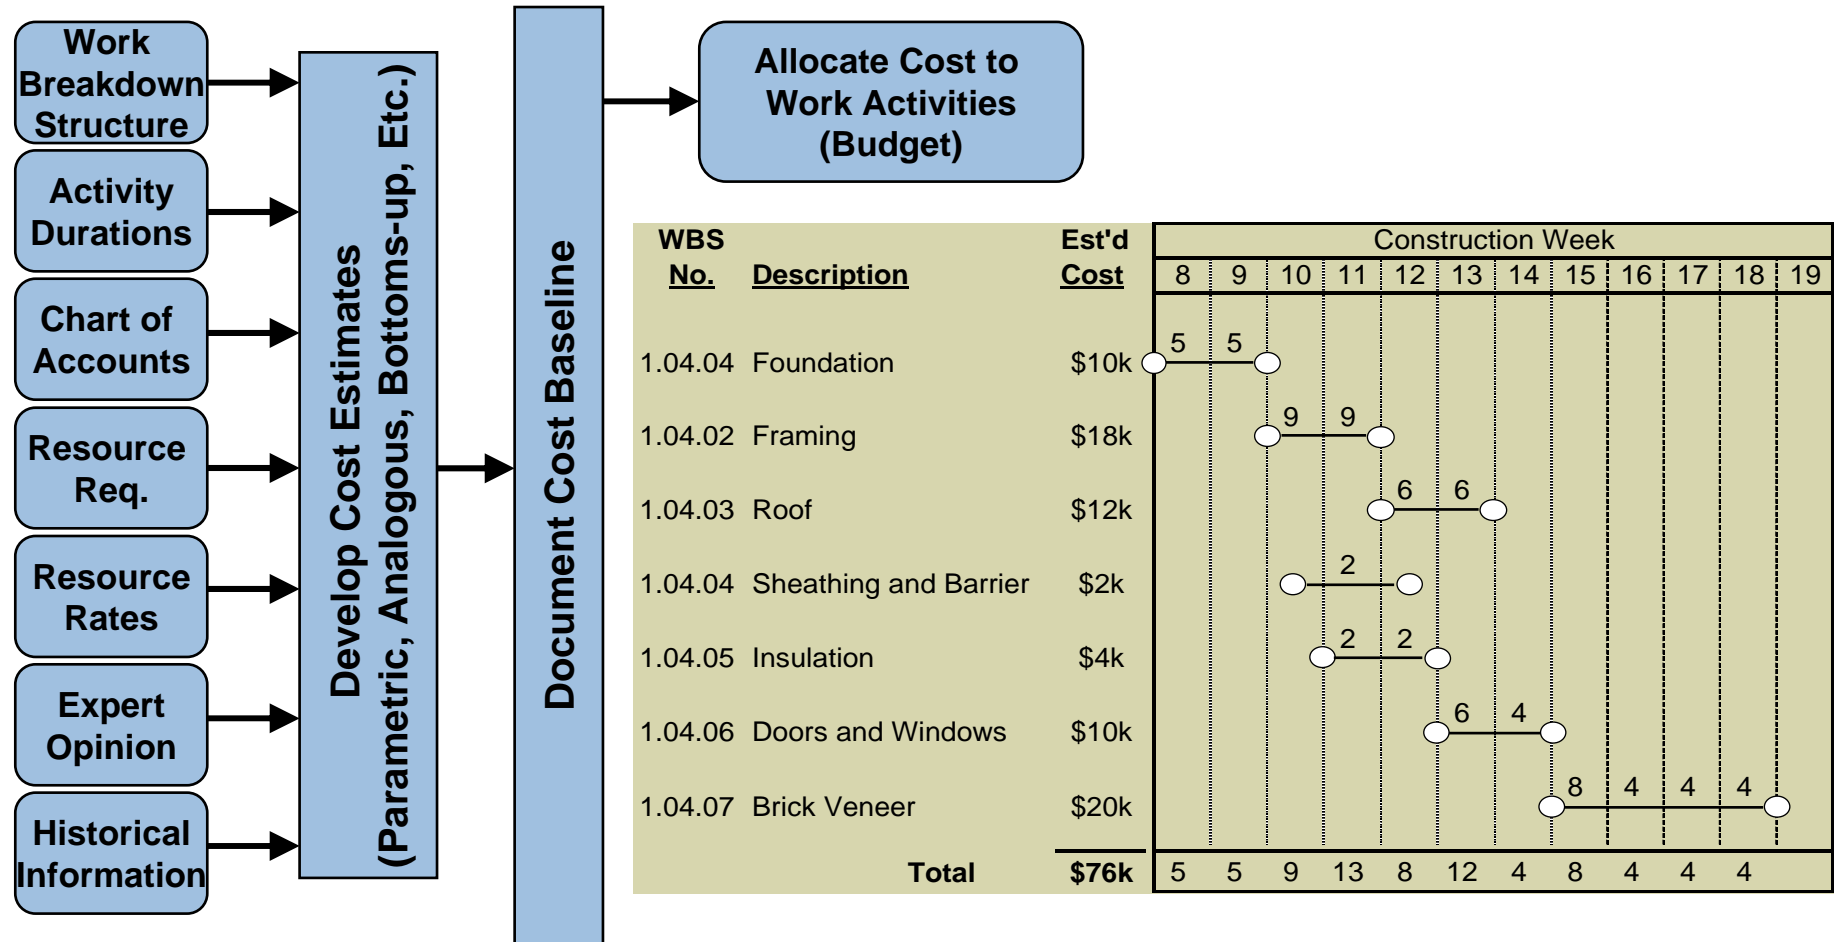 Work
Breakdown
Structure
Activity
Durations
Chart of
Accounts
Resource
Req.
Resource
Rates
Expert
Opinion
Historical
Information
Develop Cost Estimates
(Parametric, Analogous, Bottoms-up, Etc.)
Document Cost Baseline
Allocate Cost to
Work Activities
(Budget)
WBS Est'd Construction Week
No. Description Cost 8 9 10 11 12 13 14 15 16 17 18 19
5 5
1.04.04 Foundation $10k
9 9
1.04.02 Framing $18k
6 6
1.04.03 Roof $12k
2
1.04.04 Sheathing and Barrier $2k
2 2
1.04.05 Insulation $4k
6 4
1.04.06 Doors and Windows $10k
8 4 4 4
1.04.07 Brick Veneer $20k
Total $76k 5 5 9 13 8 12 4 8 4 4 4